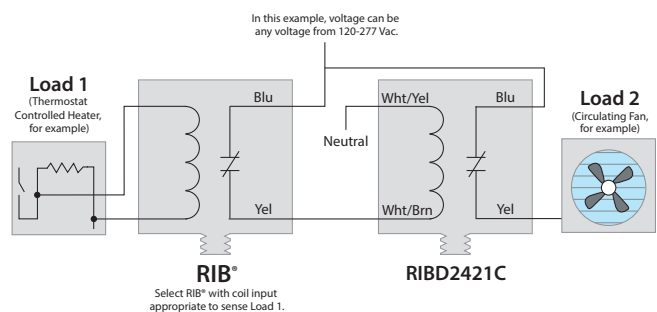 In this example, voltage can be
any voltage from 120-277 Vac.
Load 1
(Thermostat
Controlled Heater,
for example)
Blu
Wht/Yel
Blu
Load 2
(Circulating Fan,
for example)
Neutral
Yel
Wht/Brn
Yel
RIB®
Select RIB® with coil input
appropriate to sense Load 1.
RIBD2421C